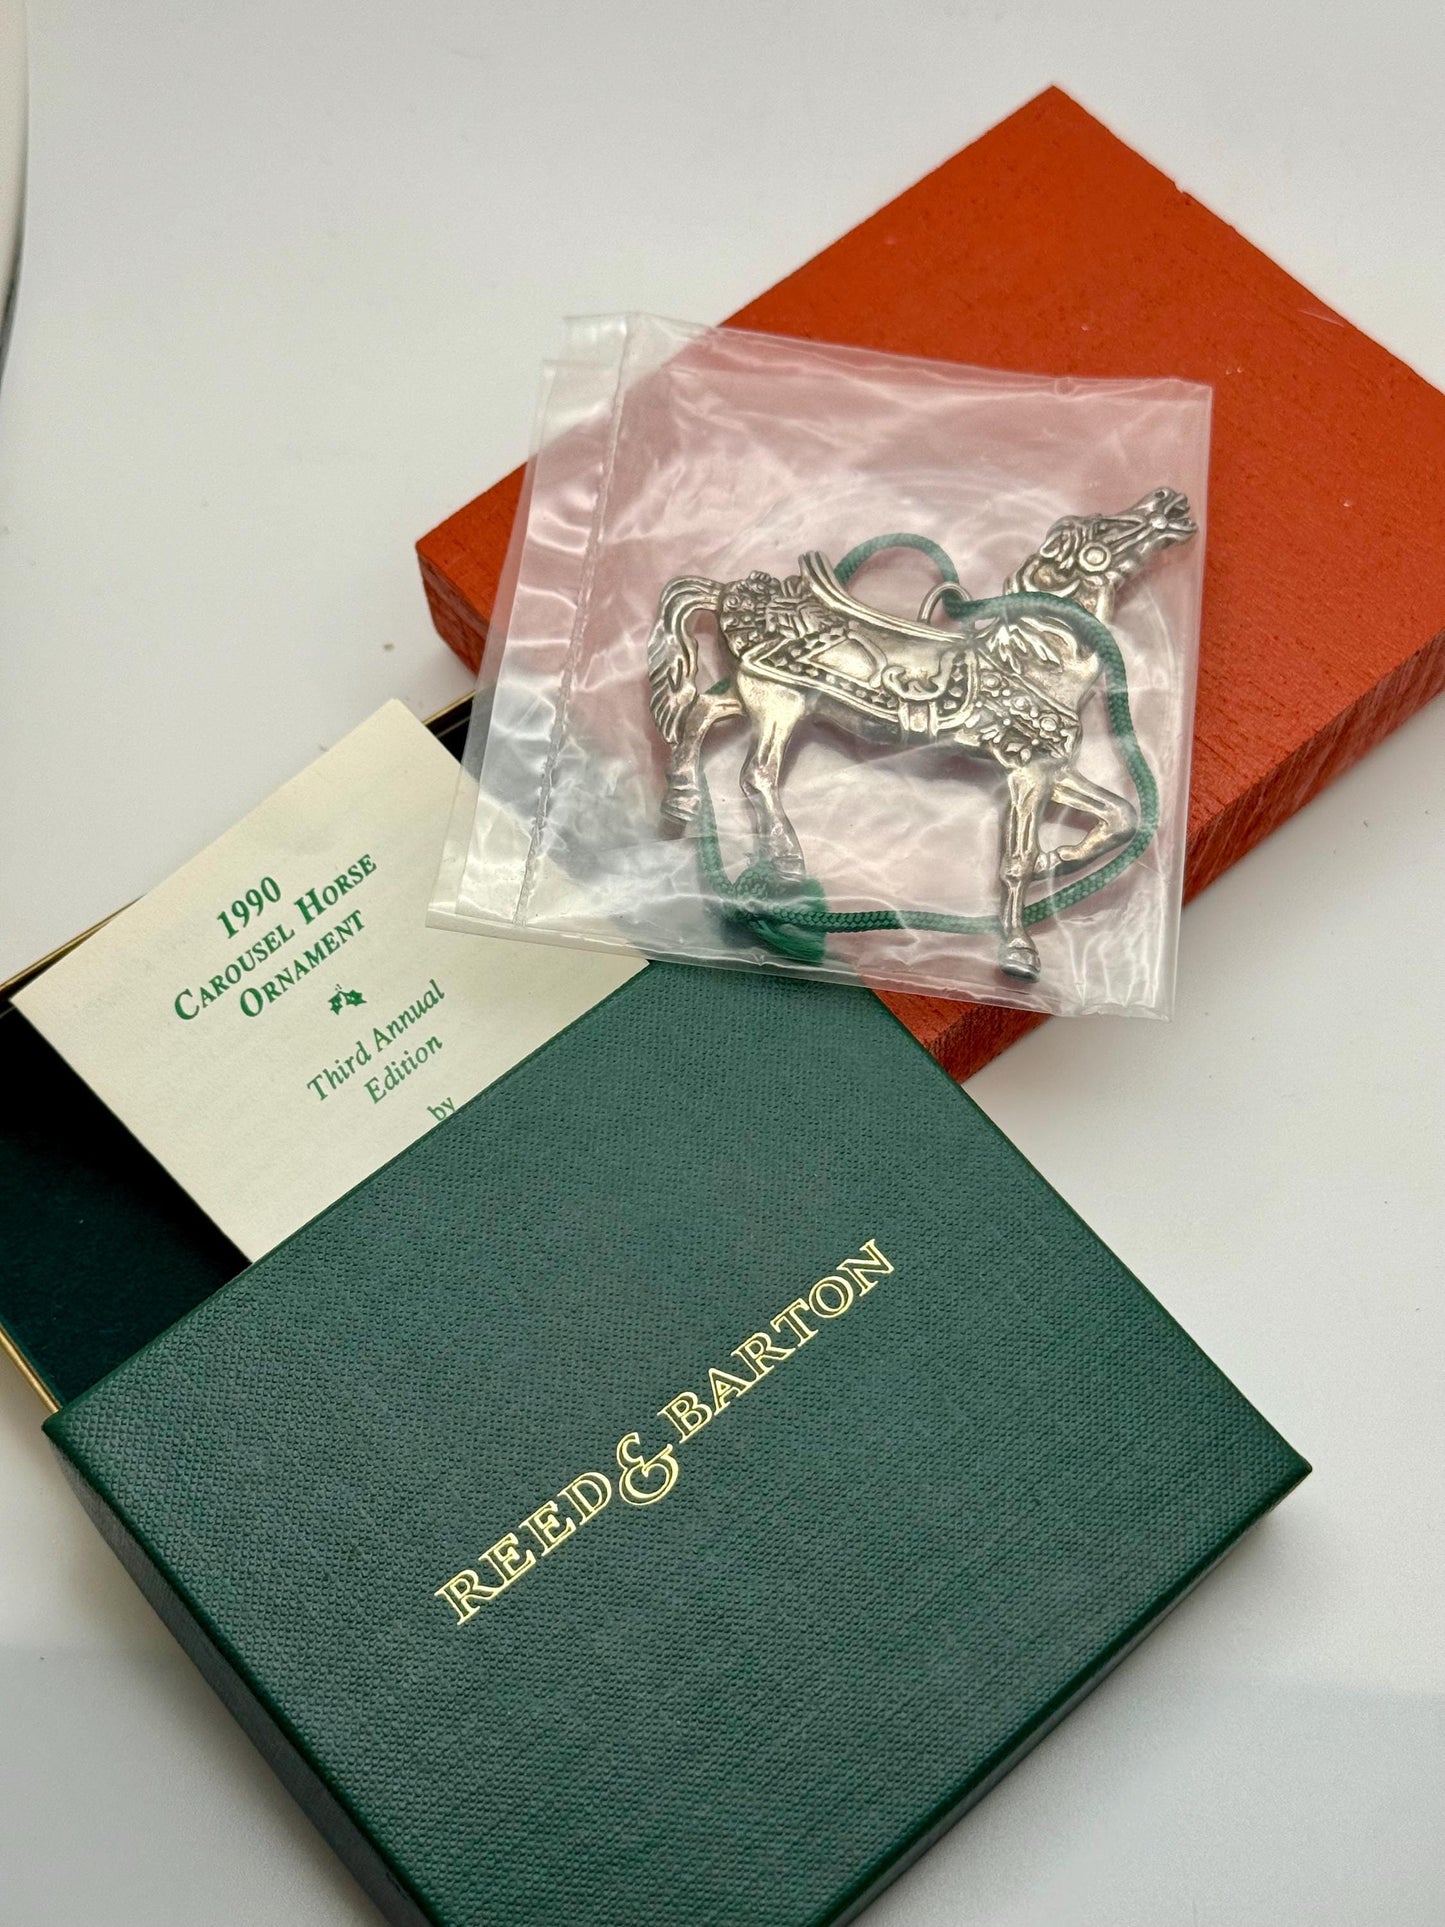 1990
CAROUSEL HORSE
ORNAMENT
Third Annual
Edition
by
REED & BARTON